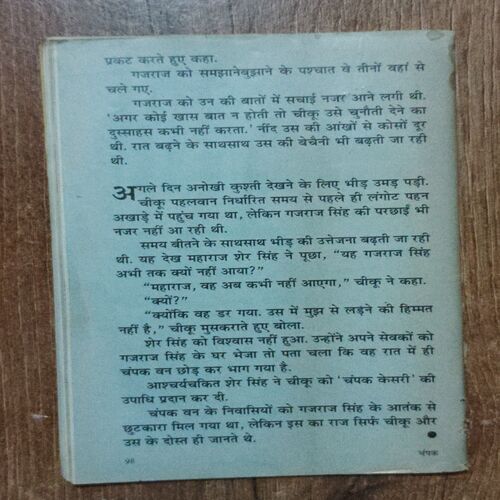 प्रकट करते हुए कहा.
गजराज को समझानेबुझाने के पश्चात वे तीनों वहां से
चले गए.
गजराज को उन की बातों में सचाई नजर आने लगी थी.
'अगर कोई खास बात न होती तो चीकू उसे चुनौती देने का
दुस्साहस कभी नहीं करता.' नींद उस की आंखों से कोसों दूर
थी. रात बढ़ने के साथसाथ उस की बेचैनी भी बढ़ती जा रही
थी.
अगले दिन अनोखी कुश्ती देखने के लिए भीड़ उमड़ पड़ी.
चीकू पहलवान निर्धारित समय से पहले ही लंगोट पहन
अखाड़े में पहुंच गया था, लेकिन गजराज सिंह की परछाईं भी
नजर नहीं आ रही थी.
समय बीतने के साथसाथ भीड़ की उत्तेजना बढ़ती जा रही
थी. यह देख महाराज शेर सिंह ने पूछा, "यह गजराज सिंह
अभी तक क्यों नहीं आया?"
"महाराज, वह अब कभी नहीं आएगा," चीकू ने कहा.
"क्यों?"
"क्योंकि वह डर गया. उस में मुझ से लड़ने की हिम्मत
नहीं है," चीकू मुसकराते हुए बोला.
शेर सिंह को विश्वास नहीं हुआ. उन्होंने अपने सेवकों को
गजराज सिंह के घर भेजा तो पता चला कि वह रात में ही
चंपक वन छोड़ कर भाग गया है.
आश्चर्यचकित शेर सिंह ने चीकू को 'चंपक केसरी' की
उपाधि प्रदान कर दी.
चंपक वन के निवासियों को गजराज सिंह के आतंक से
छुटकारा मिल गया था, लेकिन इस का राज सिर्फ चीकू और
उस के दोस्त ही जानते थे. ●
98 चंपक